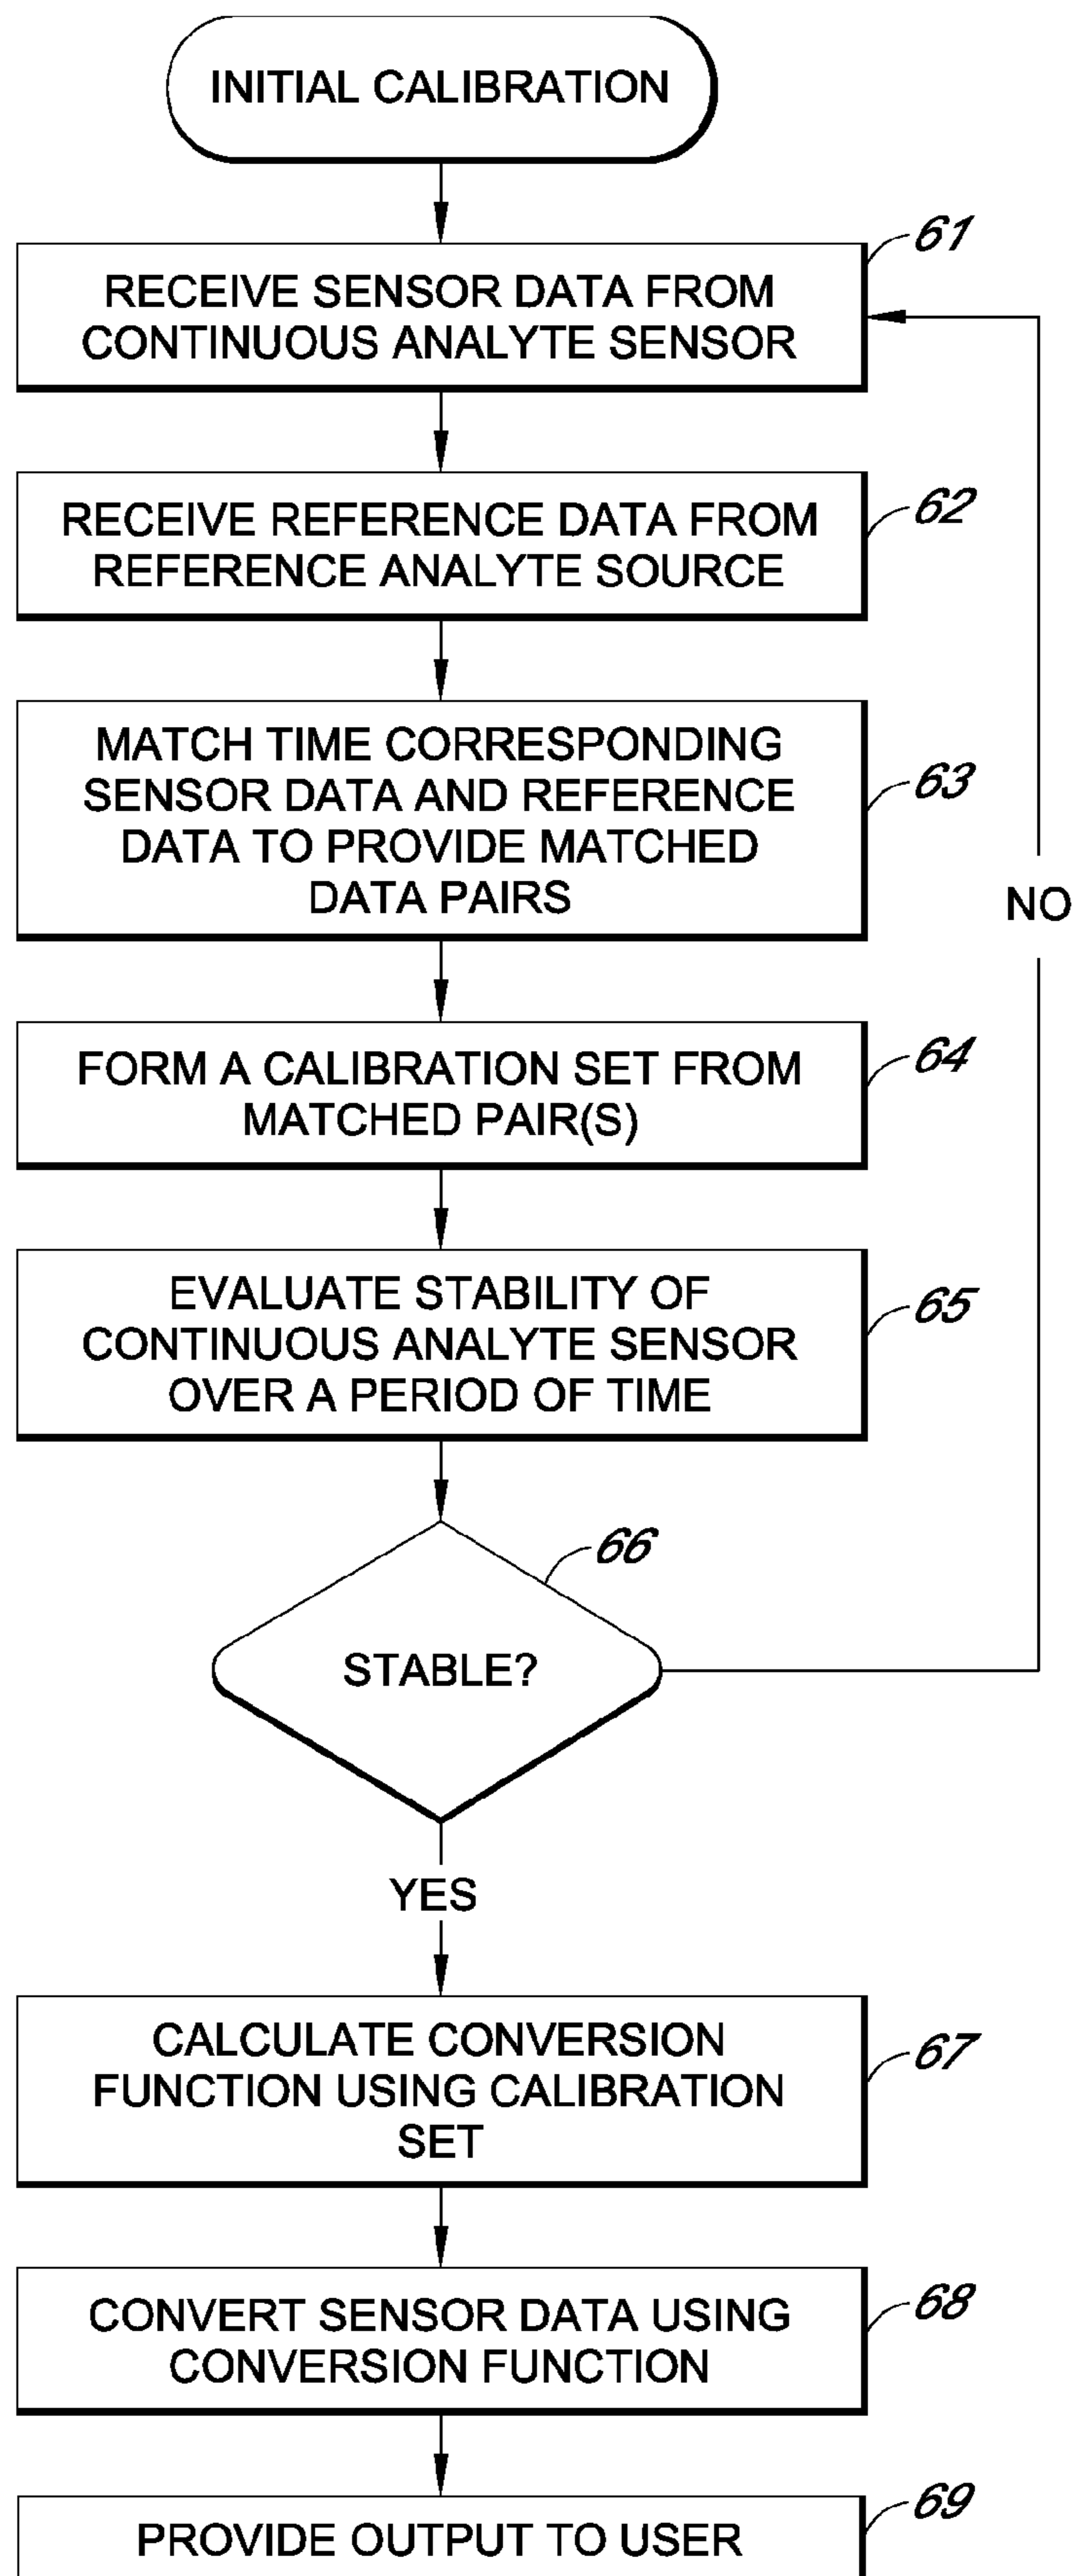 INITIAL CALIBRATION
61
RECEIVE SENSOR DATA FROM
CONTINUOUS ANALYTE SENSOR
62
RECEIVE REFERENCE DATA FROM
REFERENCE ANALYTE SOURCE
63
MATCH TIME CORRESPONDING
SENSOR DATA AND REFERENCE
DATA TO PROVIDE MATCHED
DATA PAIRS
NO
64
FORM A CALIBRATION SET FROM
MATCHED PAIR(S)
65
EVALUATE STABILITY OF
CONTINUOUS ANALYTE SENSOR
OVER A PERIOD OF TIME
66
STABLE?
YES
67
CALCULATE CONVERSION
FUNCTION USING CALIBRATION
SET
68
CONVERT SENSOR DATA USING
CONVERSION FUNCTION
69
PROVIDE OUTPUT TO USER